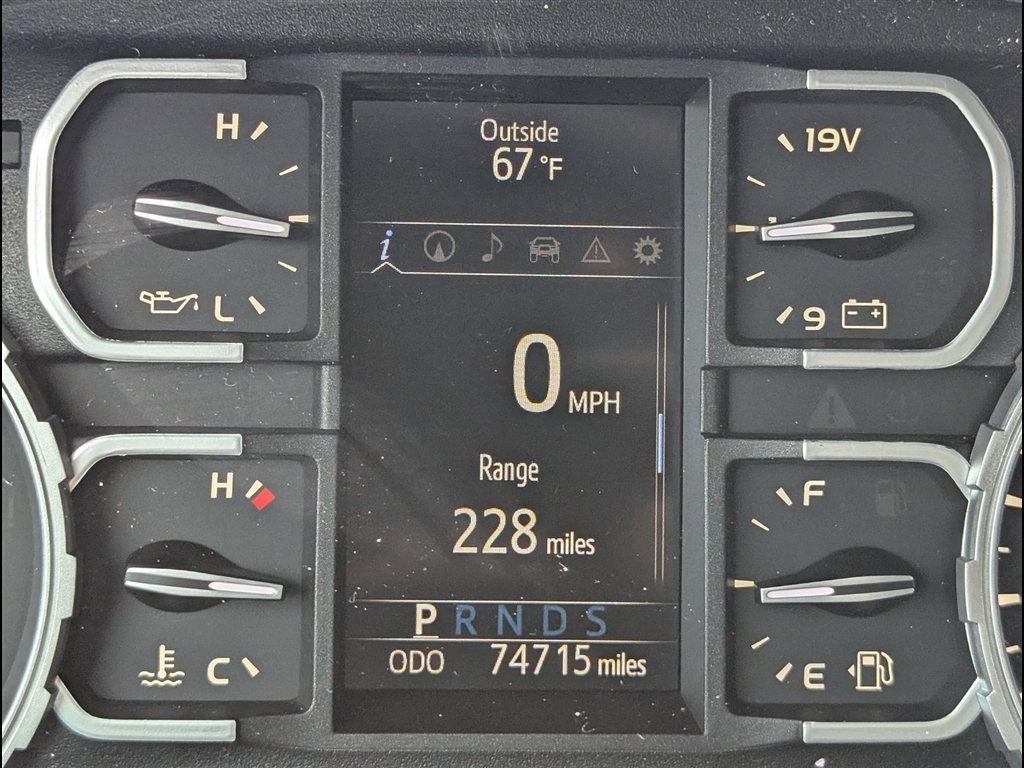 H
L
19V
9
Outside
67 °F
i
0 MPH
Range
228 miles
P R N D S
ODO 74715 miles
H
C
F
E